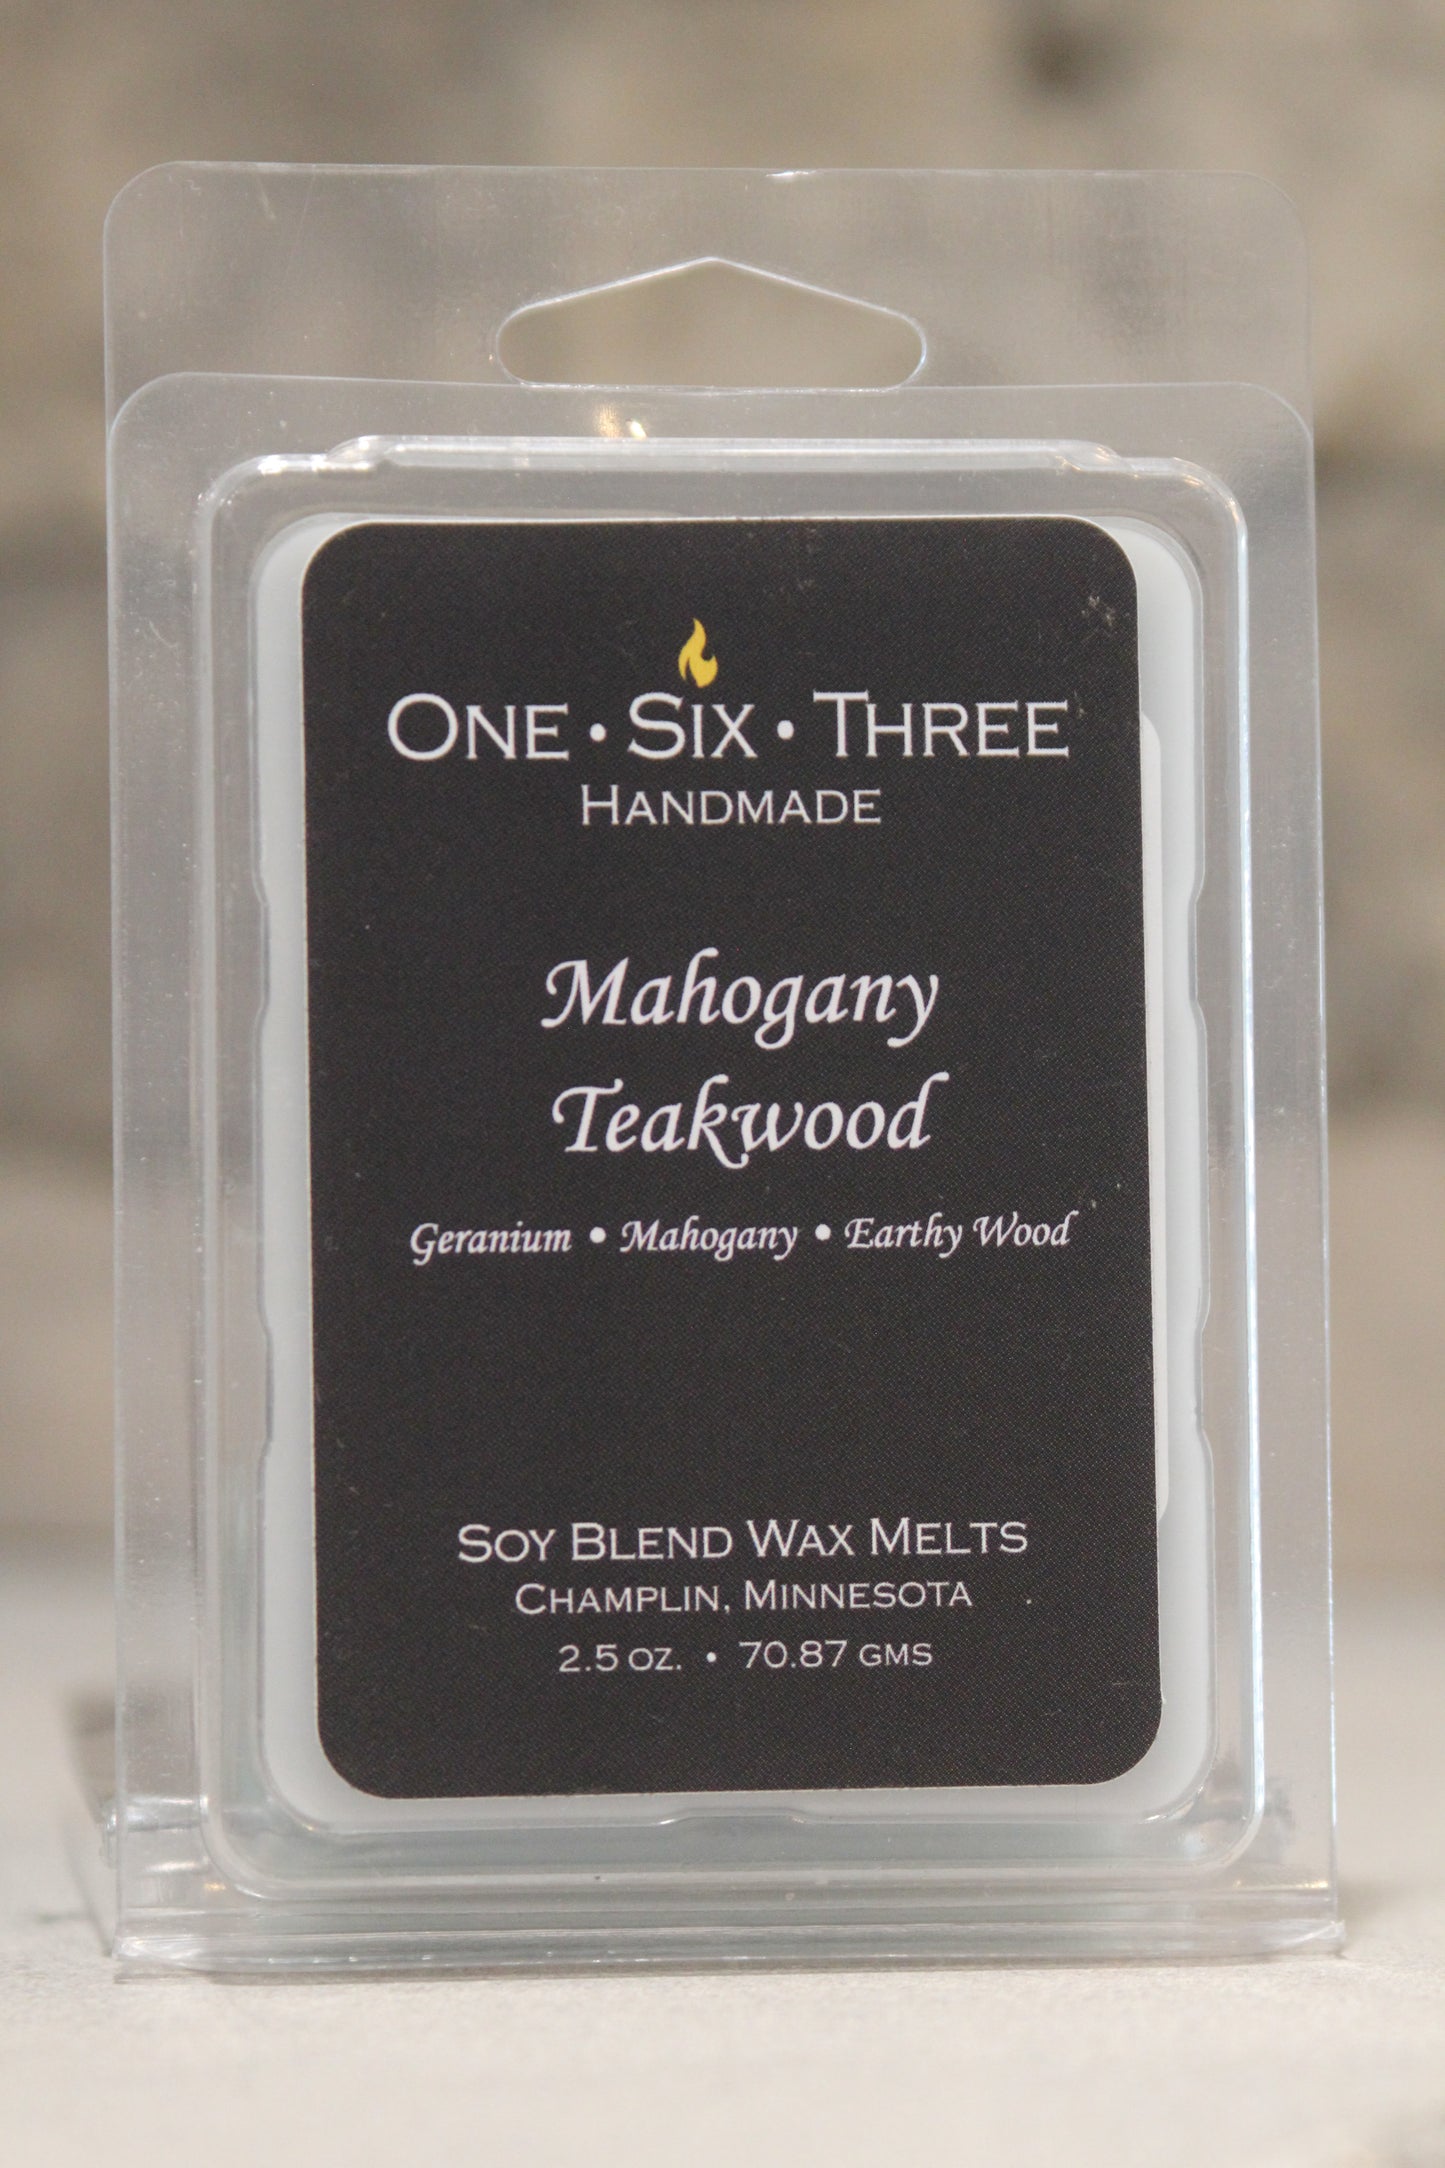 One • Six • Three
Handmade
Mahogany
Teakwood
Geranium • Mahogany • Earthy Wood
Soy Blend Wax Melts
Champlin, Minnesota
2.5 oz. • 70.87 gms